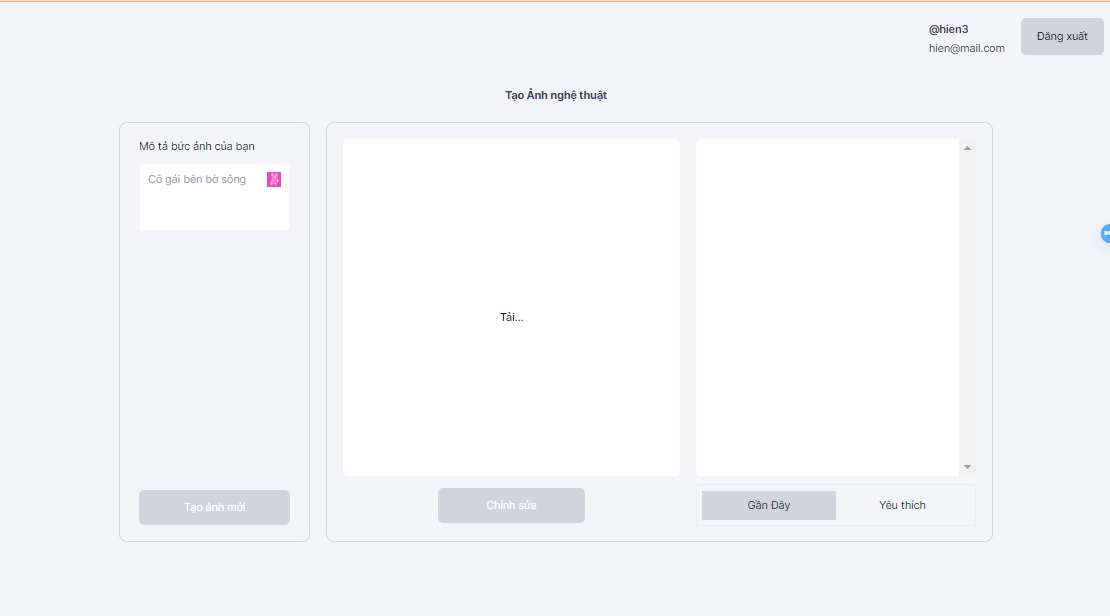 @hien3
hien@mail.com
Đăng xuất
Tạo Ảnh nghệ thuật
Mô tả bức ảnh của bạn
Cô gái bên bờ sông
Tải...
Tạo ảnh mới
Chỉnh sửa
Gần Đây
Yêu thích